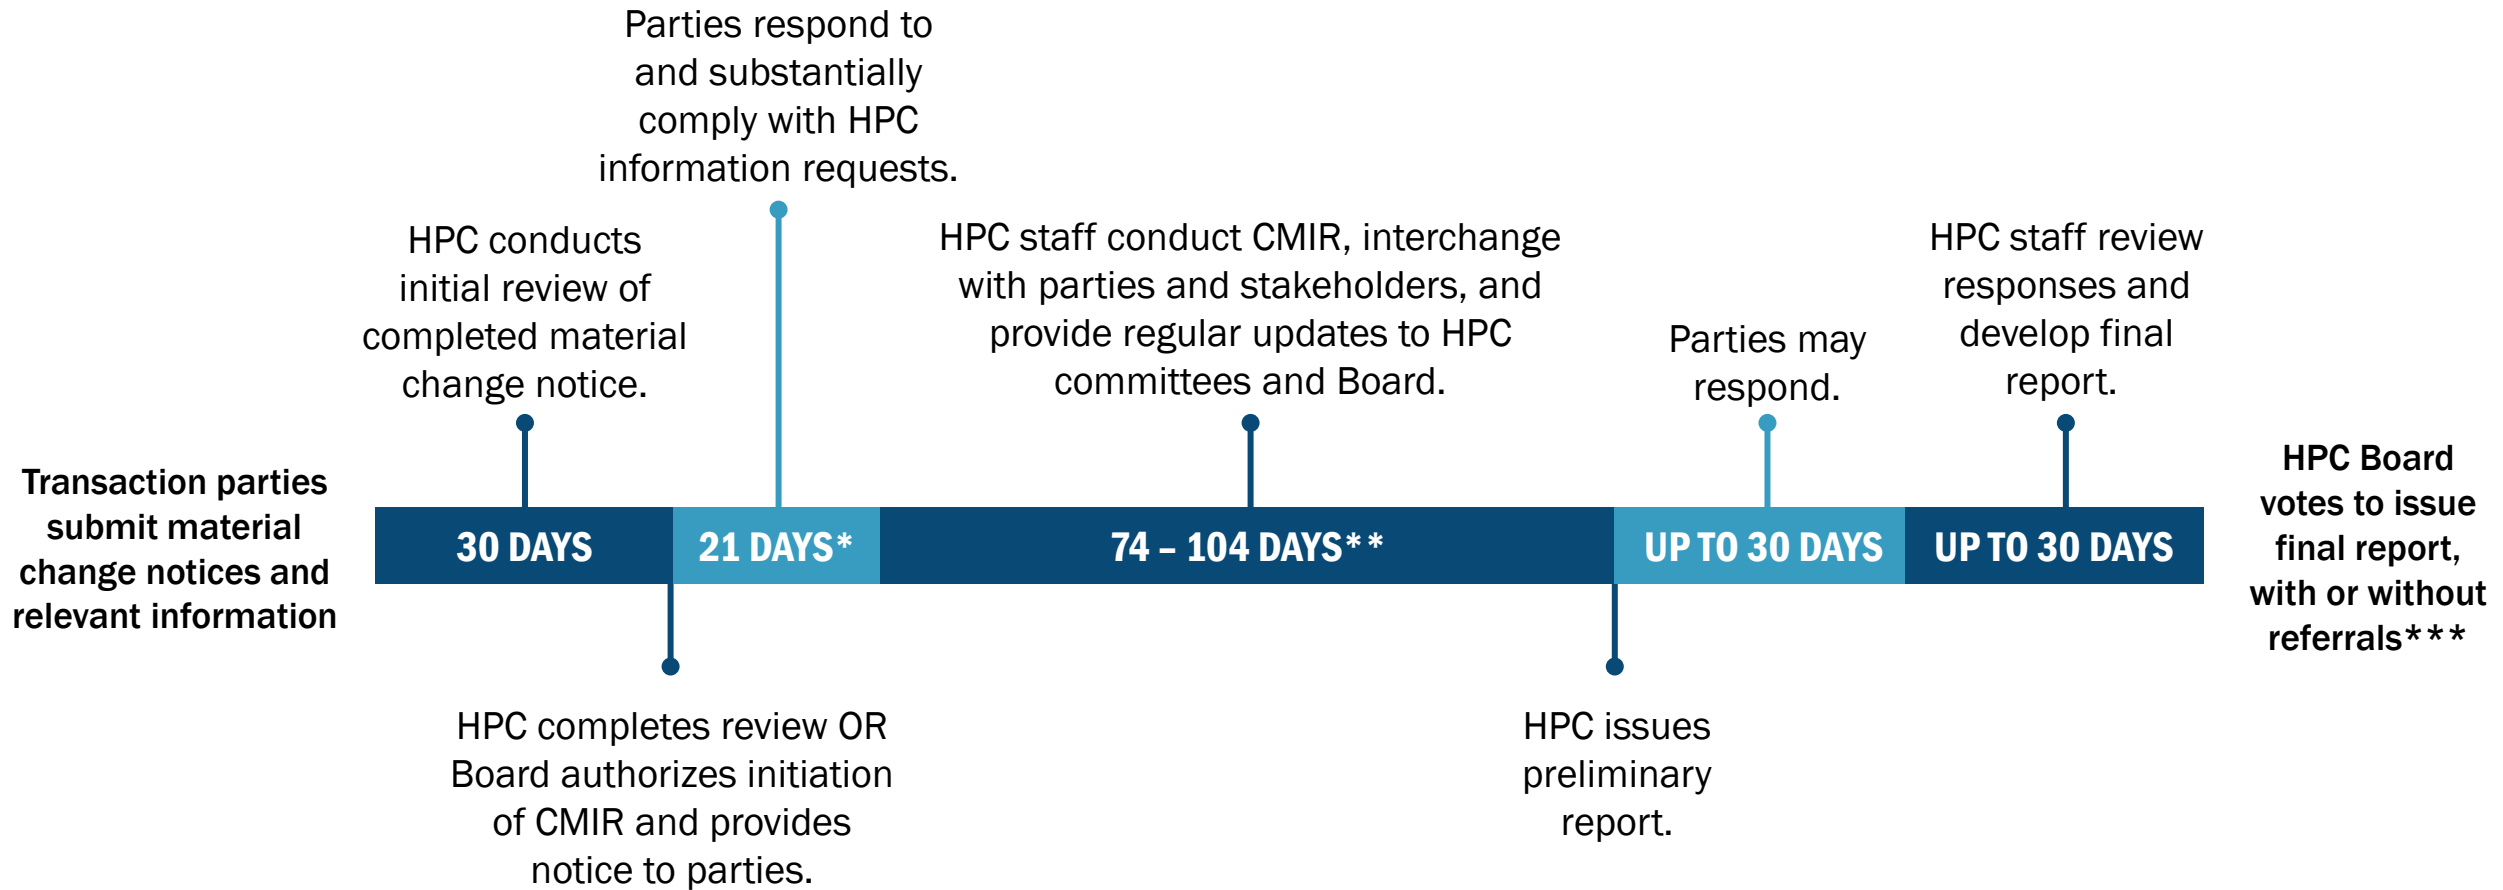 Transaction parties
submit material
change notices and
relevant information
HPC conducts
initial review of
completed material
change notice.
30 DAYS
HPC completes review OR
Board authorizes initiation
of CMIR and provides
notice to parties.
Parties respond to
and substantially
comply with HPC
information requests.
21 DAYS*
HPC staff conduct CMIR, interchange
with parties and stakeholders, and
provide regular updates to HPC
committees and Board.
74 – 104 DAYS**
HPC issues
preliminary
report.
Parties may
respond.
UP TO 30 DAYS
HPC staff review
responses and
develop final
report.
UP TO 30 DAYS
HPC Board
votes to issue
final report,
with or without
referrals***